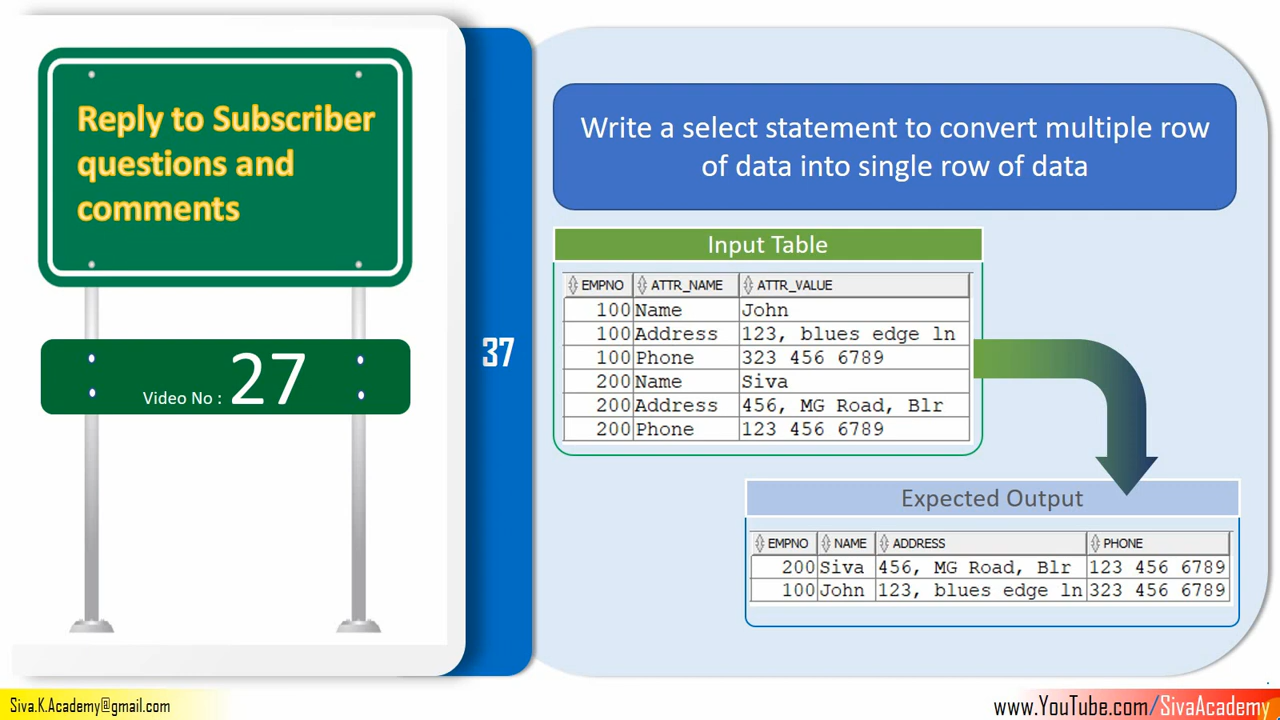 Reply to Subscriber
questions and
comments
Video No : 27
37
Write a select statement to convert multiple row
of data into single row of data
Input Table
EMPNO ATTR_NAME ATTR_VALUE
100 Name John
100 Address 123, blues edge ln
100 Phone 323 456 6789
200 Name Siva
200 Address 456, MG Road, Blr
200 Phone 123 456 6789
Expected Output
EMPNO NAME ADDRESS PHONE
200 Siva 456, MG Road, Blr 123 456 6789
100 John 123, blues edge ln 323 456 6789
Siva.K.Academy@gmail.com
www.YouTube.com/SivaAcademy